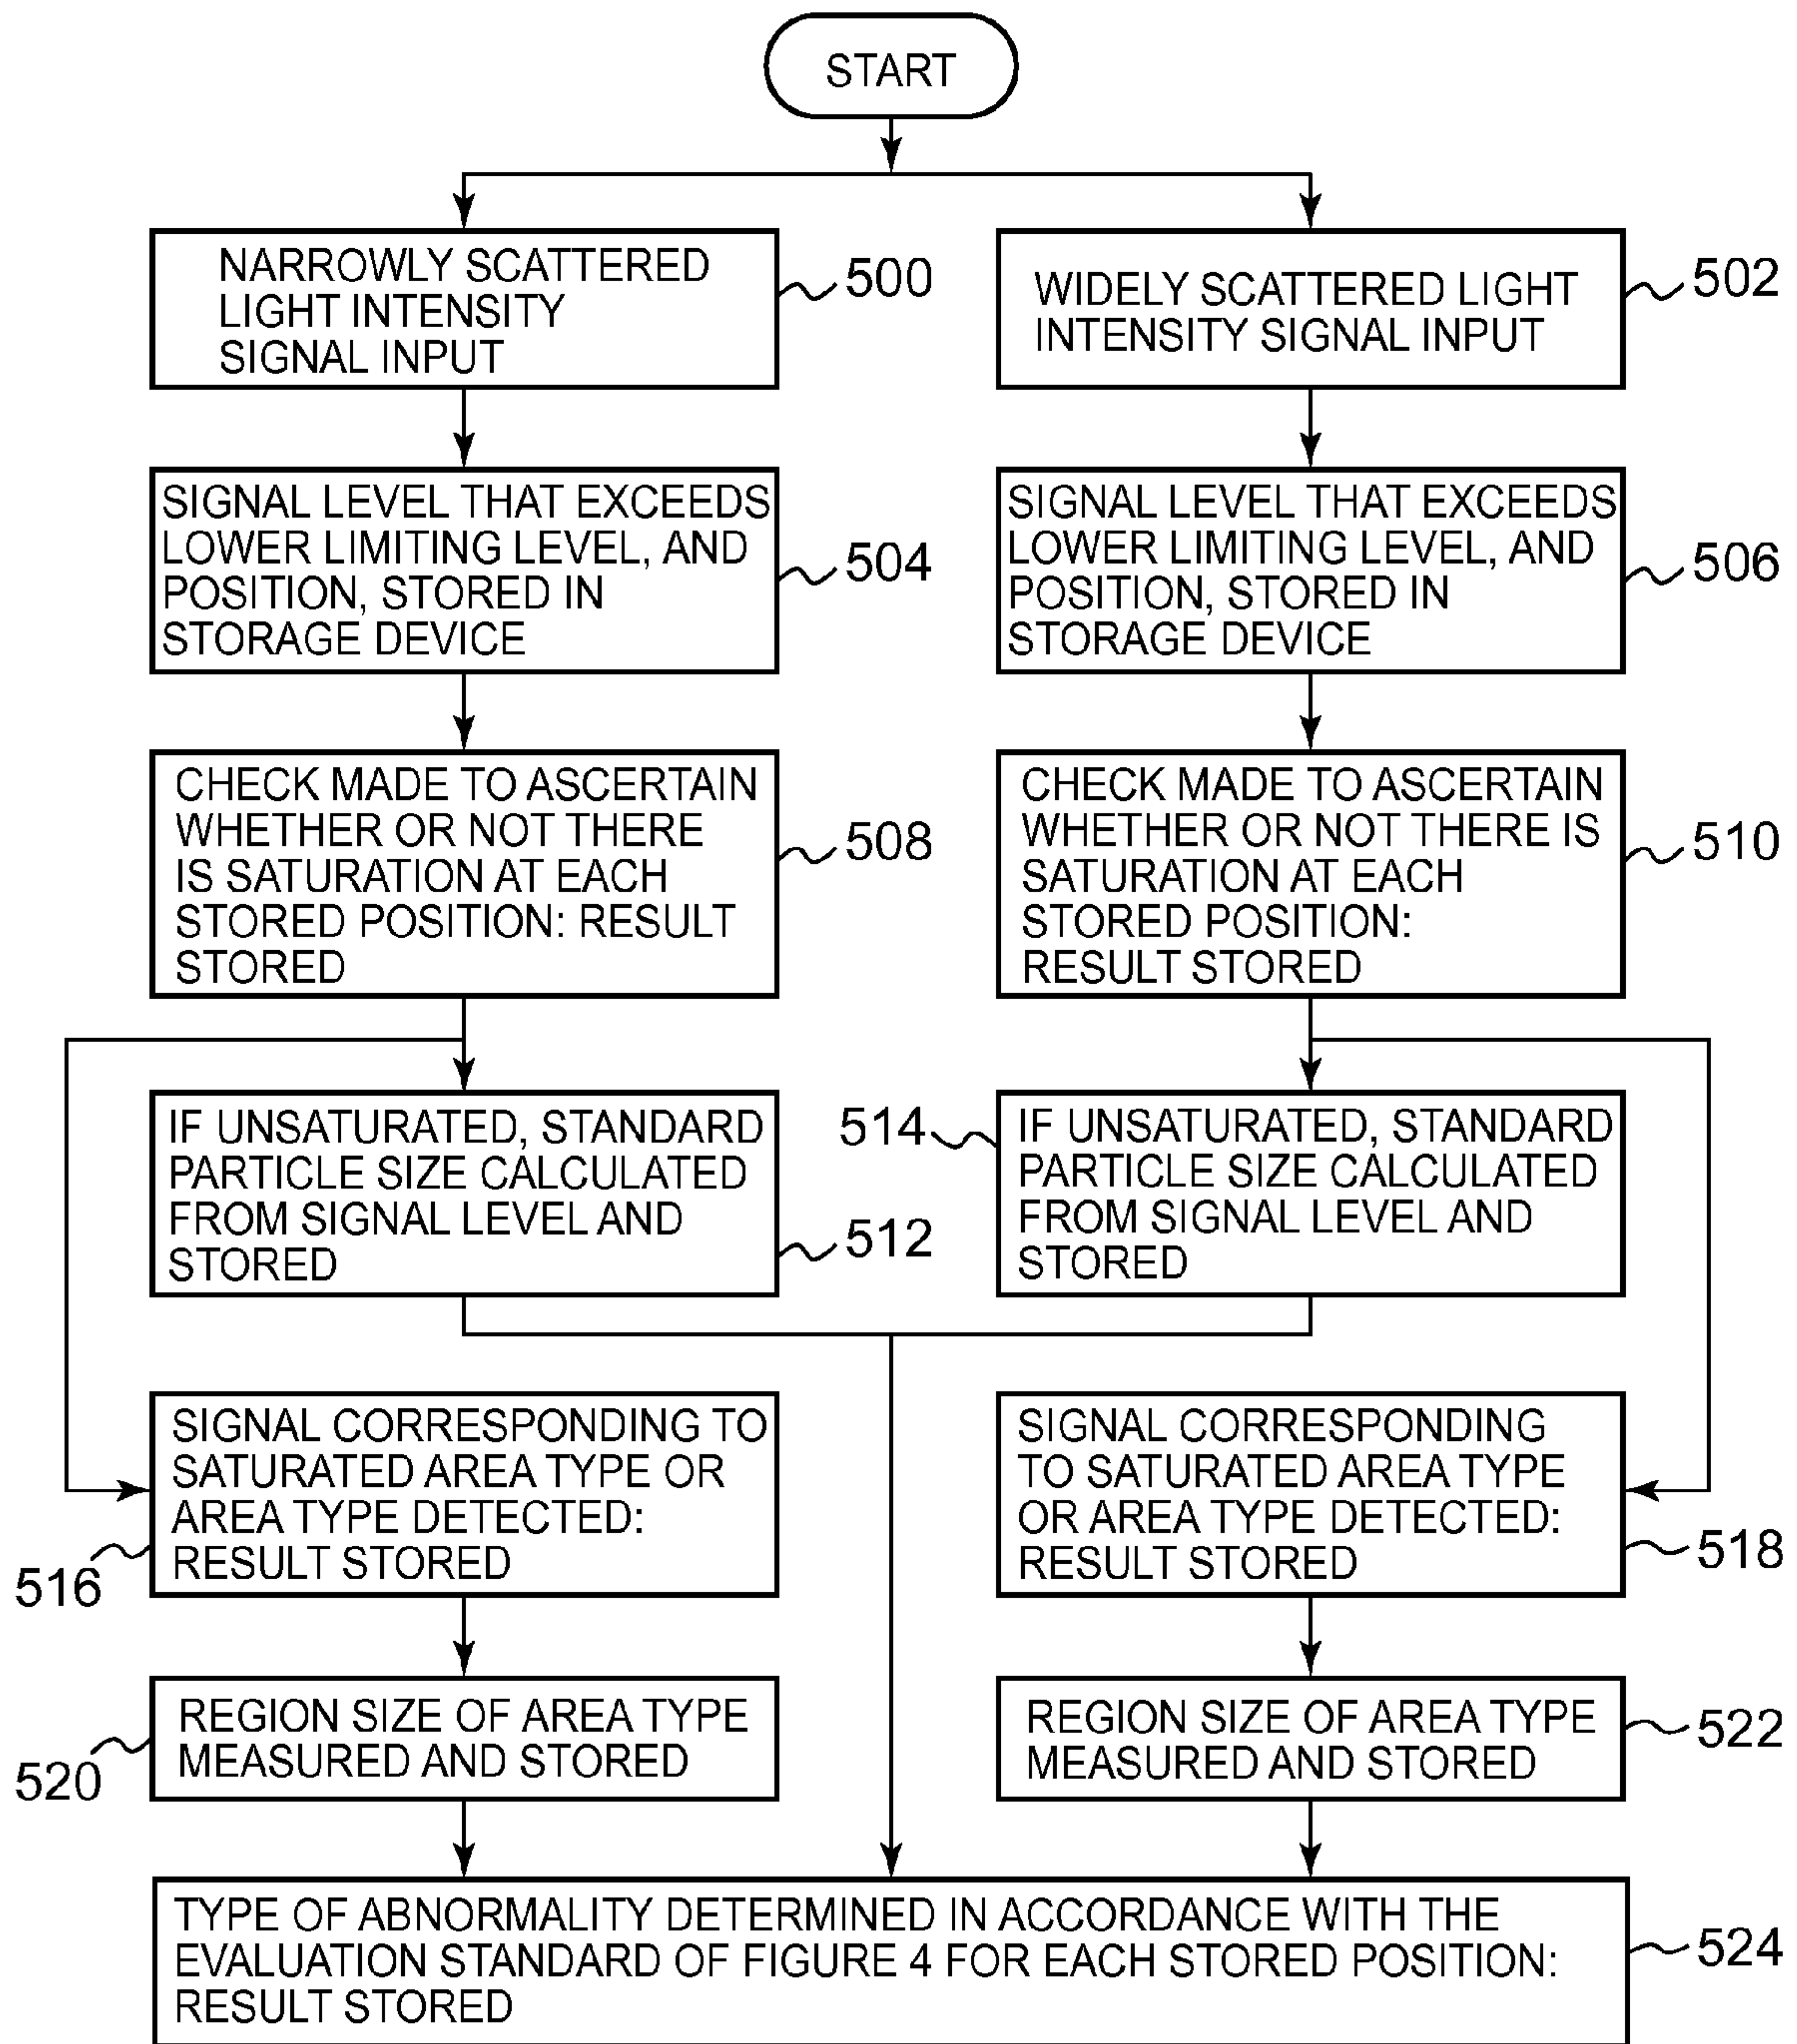 START
NARROWLY SCATTERED
LIGHT INTENSITY
SIGNAL INPUT
500
WIDELY SCATTERED LIGHT
INTENSITY SIGNAL INPUT
502
SIGNAL LEVEL THAT EXCEEDS
LOWER LIMITING LEVEL, AND
POSITION, STORED IN
STORAGE DEVICE
504
SIGNAL LEVEL THAT EXCEEDS
LOWER LIMITING LEVEL, AND
POSITION, STORED IN
STORAGE DEVICE
506
CHECK MADE TO ASCERTAIN
WHETHER OR NOT THERE
IS SATURATION AT EACH
STORED POSITION: RESULT
STORED
508
CHECK MADE TO ASCERTAIN
WHETHER OR NOT THERE IS
SATURATION AT EACH
STORED POSITION:
RESULT STORED
510
IF UNSATURATED, STANDARD
PARTICLE SIZE CALCULATED
FROM SIGNAL LEVEL AND
STORED
512
514
IF UNSATURATED, STANDARD
PARTICLE SIZE CALCULATED
FROM SIGNAL LEVEL AND
STORED
SIGNAL CORRESPONDING TO
SATURATED AREA TYPE OR
AREA TYPE DETECTED:
RESULT STORED
516
SIGNAL CORRESPONDING
TO SATURATED AREA TYPE
OR AREA TYPE DETECTED:
RESULT STORED
518
REGION SIZE OF AREA TYPE
MEASURED AND STORED
520
REGION SIZE OF AREA TYPE
MEASURED AND STORED
522
TYPE OF ABNORMALITY DETERMINED IN ACCORDANCE WITH THE
EVALUATION STANDARD OF FIGURE 4 FOR EACH STORED POSITION:
RESULT STORED
524